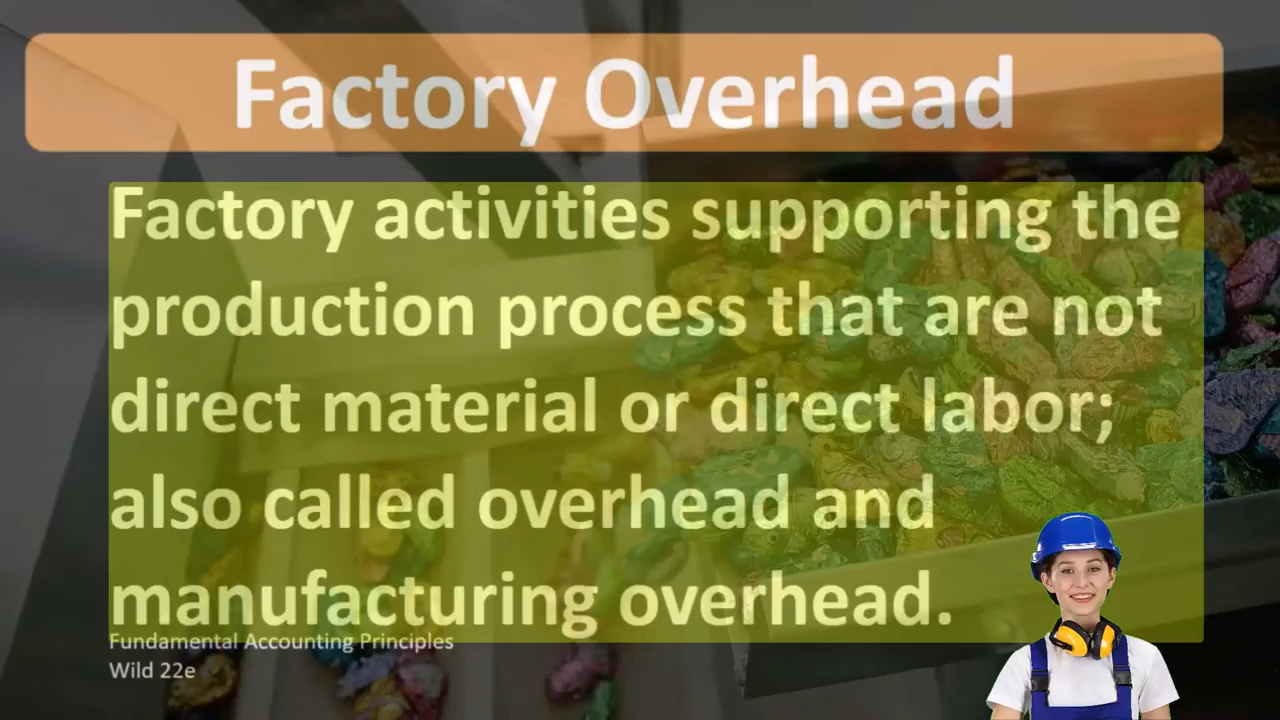 Factory Overhead
Factory activities supporting the
production process that are not
direct material or direct labor;
also called overhead and
manufacturing overhead.
Fundamental Accounting Principles
Wild 22e